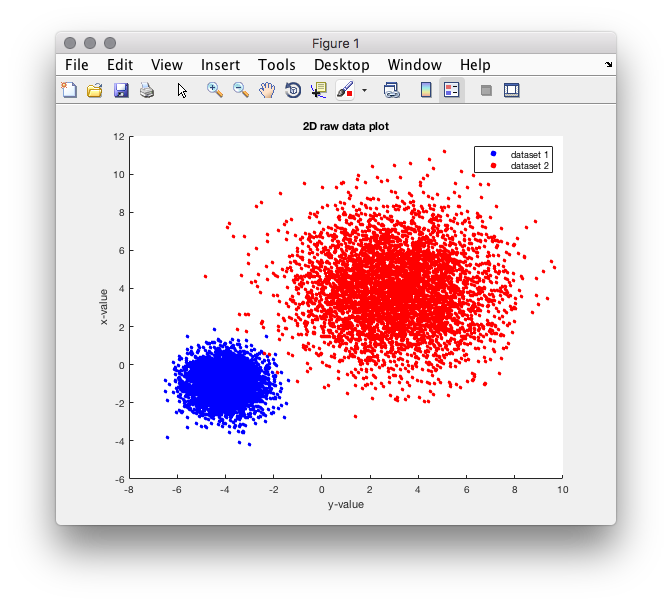 Figure 1
File Edit View Insert Tools Desktop Window Help
2D raw data plot
12
10
8
6
4
2
0
-2
-4
-6
x-value
dataset 1
dataset 2
-8 -6 -4 -2 0 2 4 6 8 10
y-value